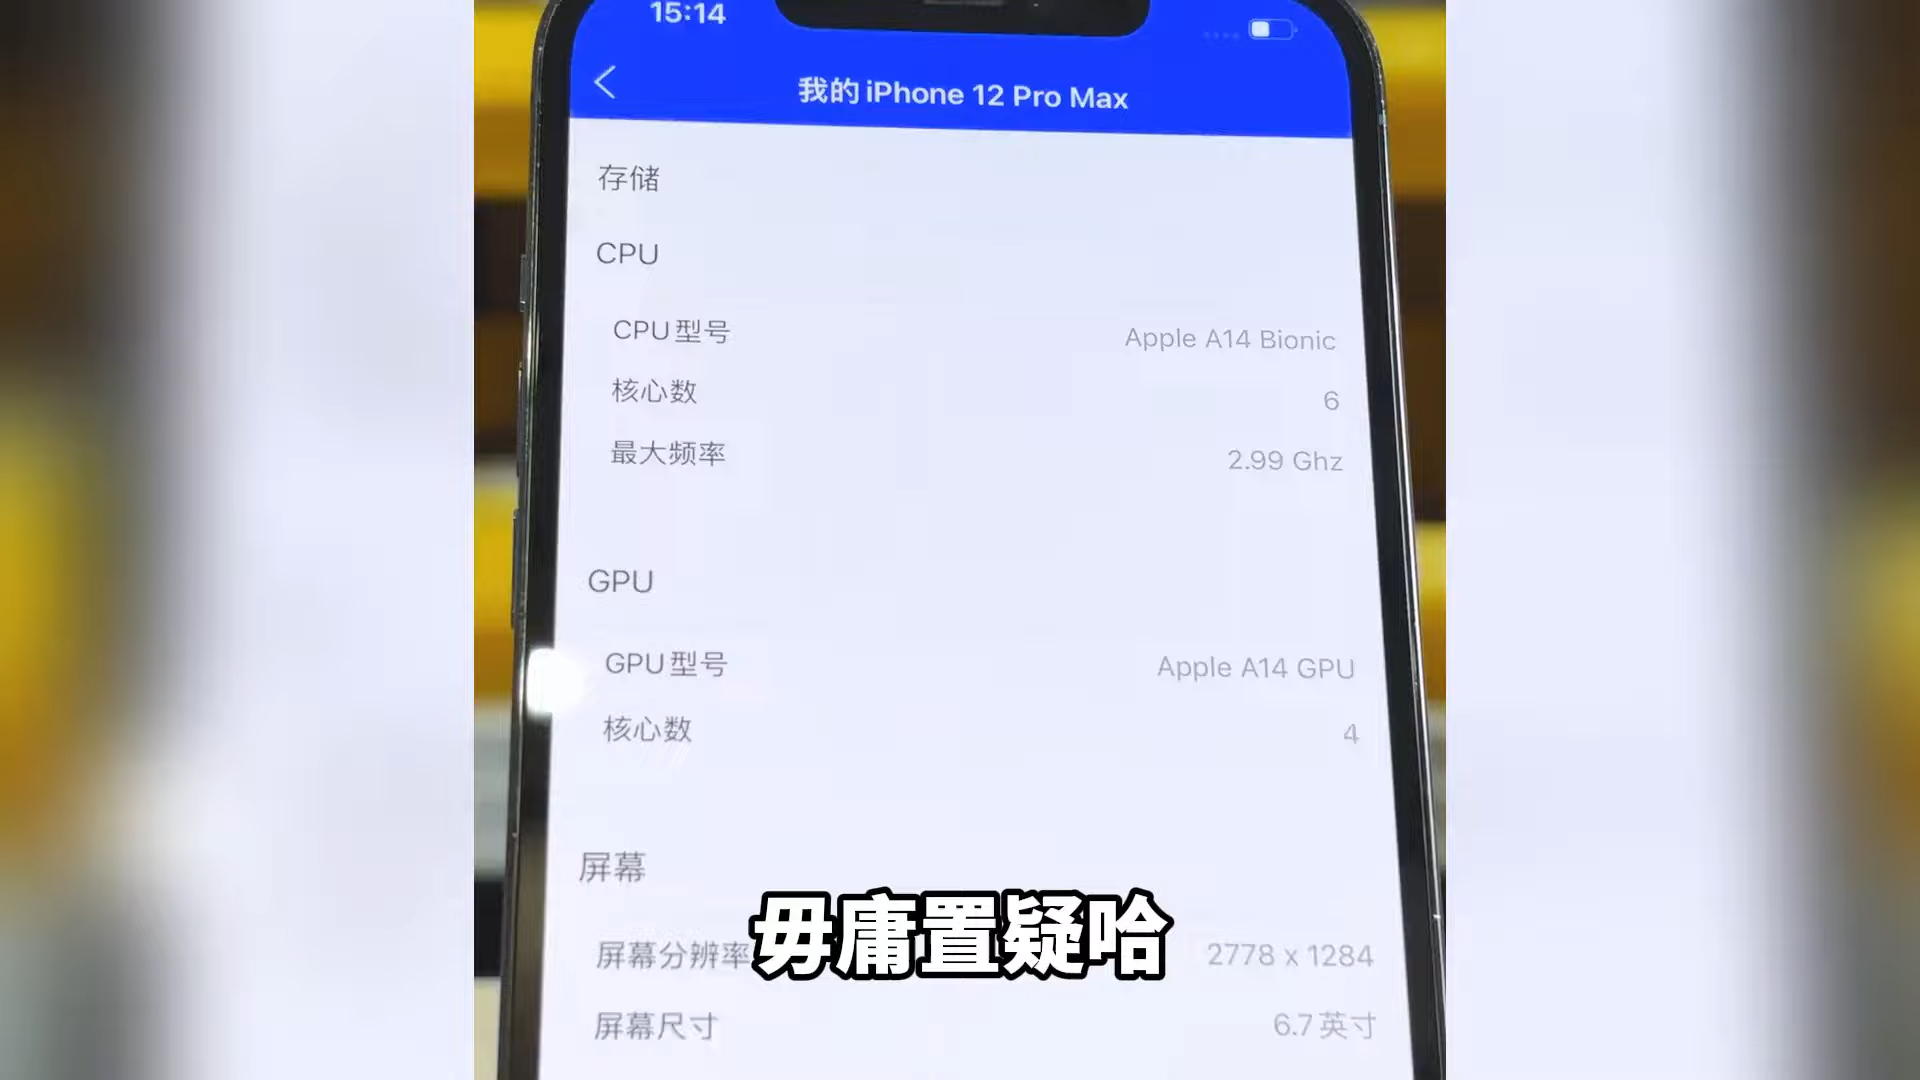 15:14
我的 iPhone 12 Pro Max
存储
CPU
CPU 型号 Apple A14 Bionic
核心数 6
最大频率 2.99 Ghz
GPU
GPU 型号 Apple A14 GPU
核心数 4
屏幕
毋庸置疑哈
屏幕分辨率 2778 x 1284
屏幕尺寸 6.7 英寸